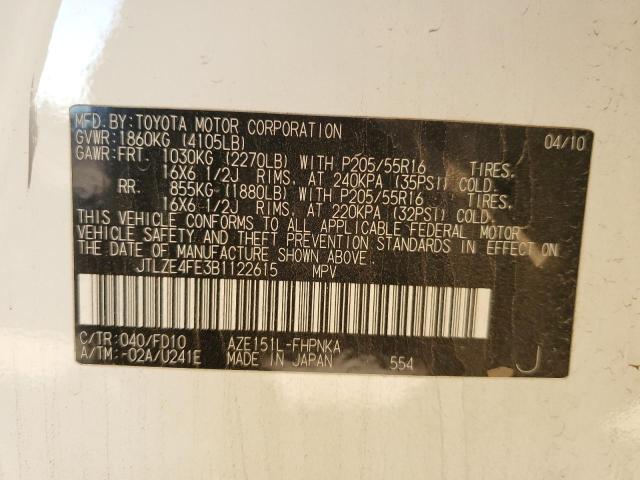 MFD.BY:TOYOTA MOTOR CORPORATION 04/10
GVWR:1860KG (4105LB)
GAWR:FRT. 1030KG (2270LB) WITH P205/55R16 TIRES,
16X6 1/2J RIMS, AT 240KPA (35PSI) COLD.
RR. 855KG (1880LB) WITH P205/55R16 TIRES,
16X6 1/2J RIMS, AT 220KPA (32PSI) COLD.
THIS VEHICLE CONFORMS TO ALL APPLICABLE FEDERAL MOTOR
VEHICLE SAFETY AND THEFT PREVENTION STANDARDS IN EFFECT ON
THE DATE OF MANUFACTURE SHOWN ABOVE.
JTLZE4FE3B1122615 MPV
C/TR:040/FD10 AZE151L-FHPNKA
A/TM:-02A/U241E MADE IN JAPAN 554 J